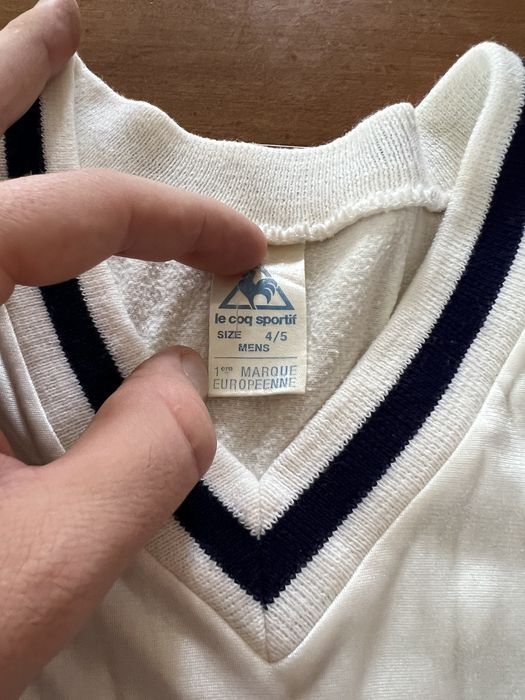 le coq sportif
SIZE 4/5
MENS
1ère MARQUE
EUROPEENNE